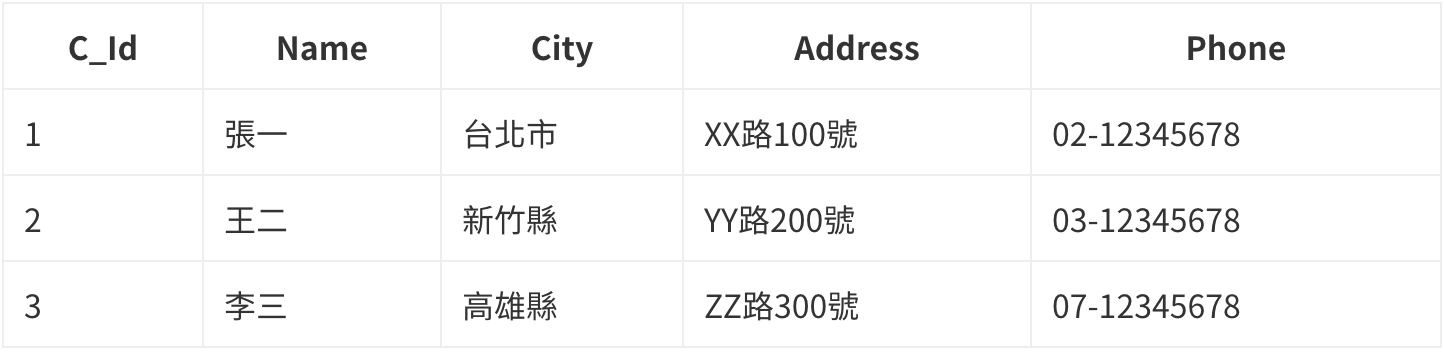 C_Id Name City Address Phone
1 張一 台北市 XX路100號 02-12345678
2 王二 新竹縣 YY路200號 03-12345678
3 李三 高雄縣 ZZ路300號 07-12345678